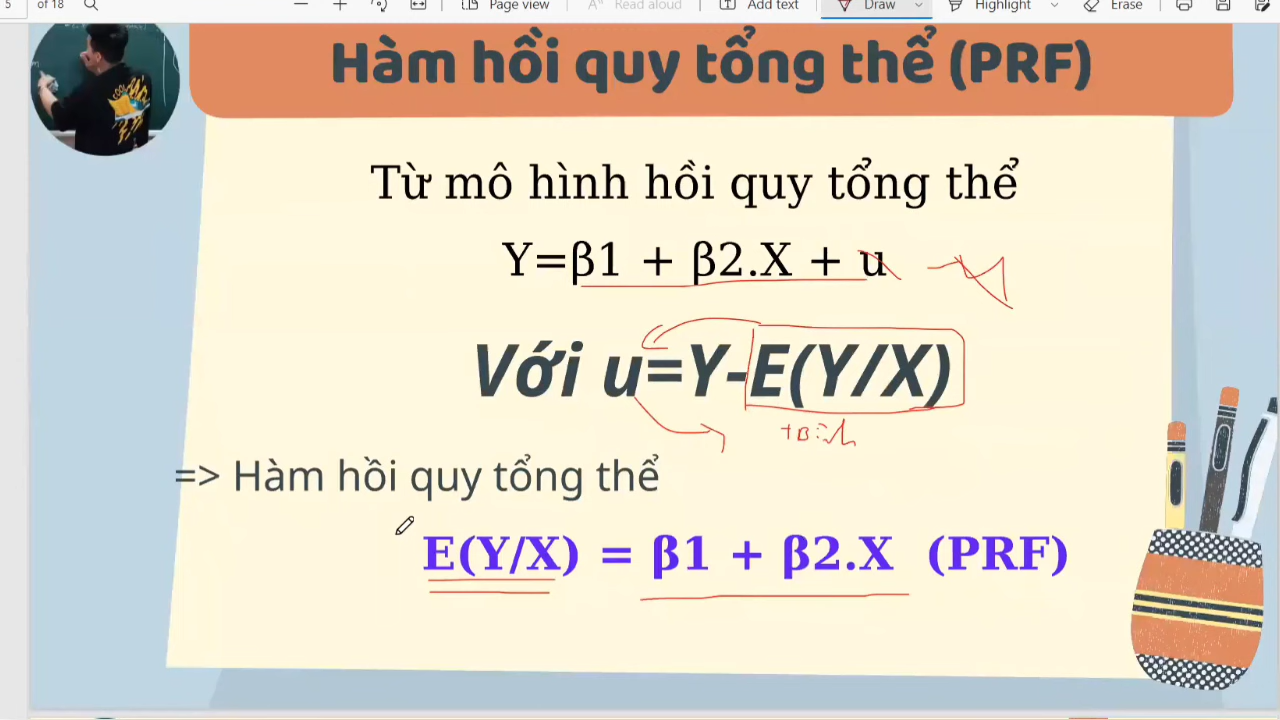 5 of 18 Page view Read aloud Add text Draw Highlight Erase
Hàm hồi quy tổng thể (PRF)
Từ mô hình hồi quy tổng thể
Y=β1 + β2.X + u
Với u=Y-E(Y/X)
=> Hàm hồi quy tổng thể
E(Y/X) = β1 + β2.X (PRF)